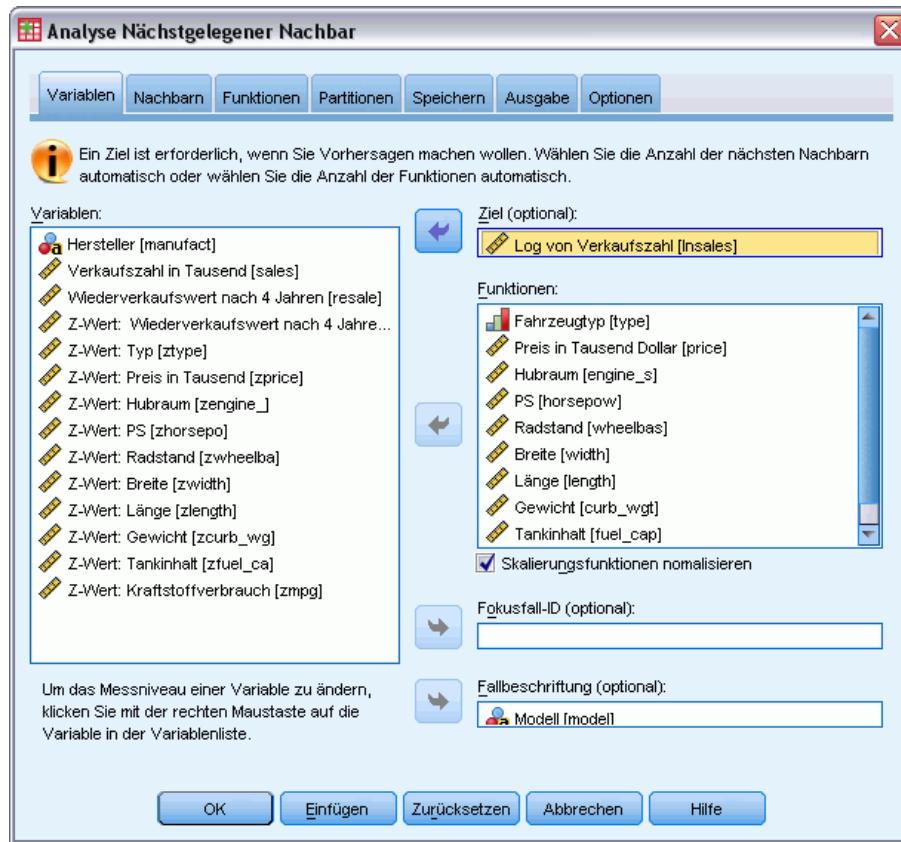 Analyse Nächstgelegener Nachbar
Variablen Nachbarn Funktionen Partitionen Speichern Ausgabe Optionen
Ein Ziel ist erforderlich, wenn Sie Vorhersagen machen wollen. Wählen Sie die Anzahl der nächsten Nachbarn
automatisch oder wählen Sie die Anzahl der Funktionen automatisch.
Variablen:
Hersteller [manufact]
Verkaufszahl in Tausend [sales]
Wiederverkaufswert nach 4 Jahren [resale]
Z-Wert: Wiederverkaufswert nach 4 Jahre...
Z-Wert: Typ [ztype]
Z-Wert: Preis in Tausend [zprice]
Z-Wert: Hubraum [zengine_]
Z-Wert: PS [zhorsepo]
Z-Wert: Radstand [zwheelba]
Z-Wert: Breite [zwidth]
Z-Wert: Länge [zlength]
Z-Wert: Gewicht [zcurb_wg]
Z-Wert: Tankinhalt [zfuel_ca]
Z-Wert: Kraftstoffverbrauch [zmpg]
Um das Messniveau einer Variable zu ändern,
klicken Sie mit der rechten Maustaste auf die
Variable in der Variablenliste.
Ziel (optional):
Log von Verkaufszahl [lnsales]
Funktionen:
Fahrzeugtyp [type]
Preis in Tausend Dollar [price]
Hubraum [engine_s]
PS [horsepow]
Radstand [wheelbas]
Breite [width]
Länge [length]
Gewicht [curb_wgt]
Tankinhalt [fuel_cap]
Skalierungsfunktionen nomalisieren
Fokusfall-ID (optional):
Fallbeschriftung (optional):
Modell [model]
OK Einfügen Zurücksetzen Abbrechen Hilfe